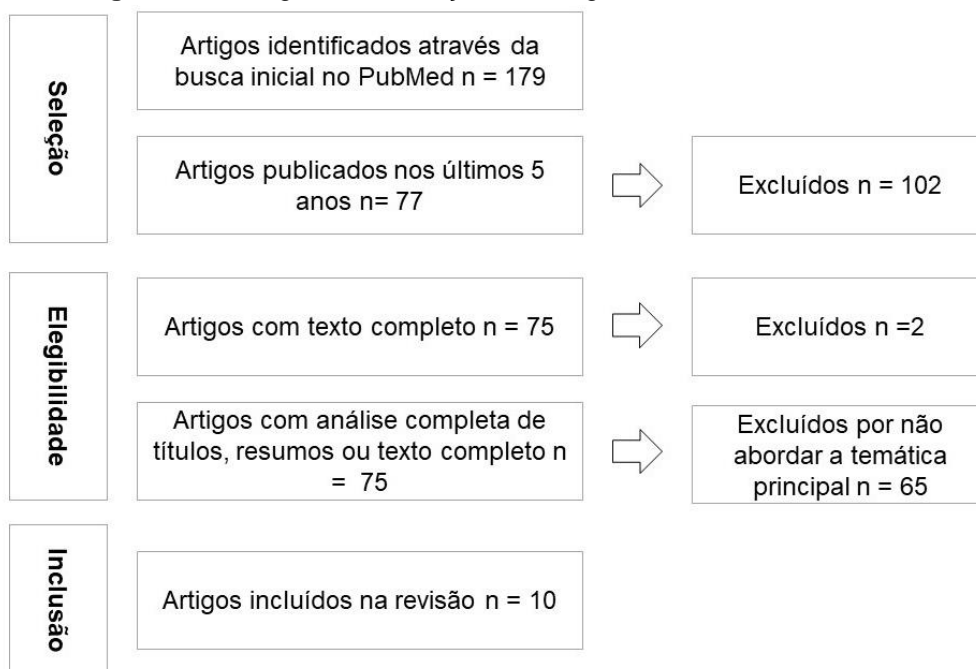 Seleção
Artigos identificados através da
busca inicial no PubMed n = 179
Artigos publicados nos últimos 5
anos n= 77
Excluídos n = 102
Elegibilidade
Artigos com texto completo n = 75
Excluídos n =2
Artigos com análise completa de
títulos, resumos ou texto completo n
= 75
Excluídos por não
abordar a temática
principal n = 65
Inclusão
Artigos incluídos na revisão n = 10